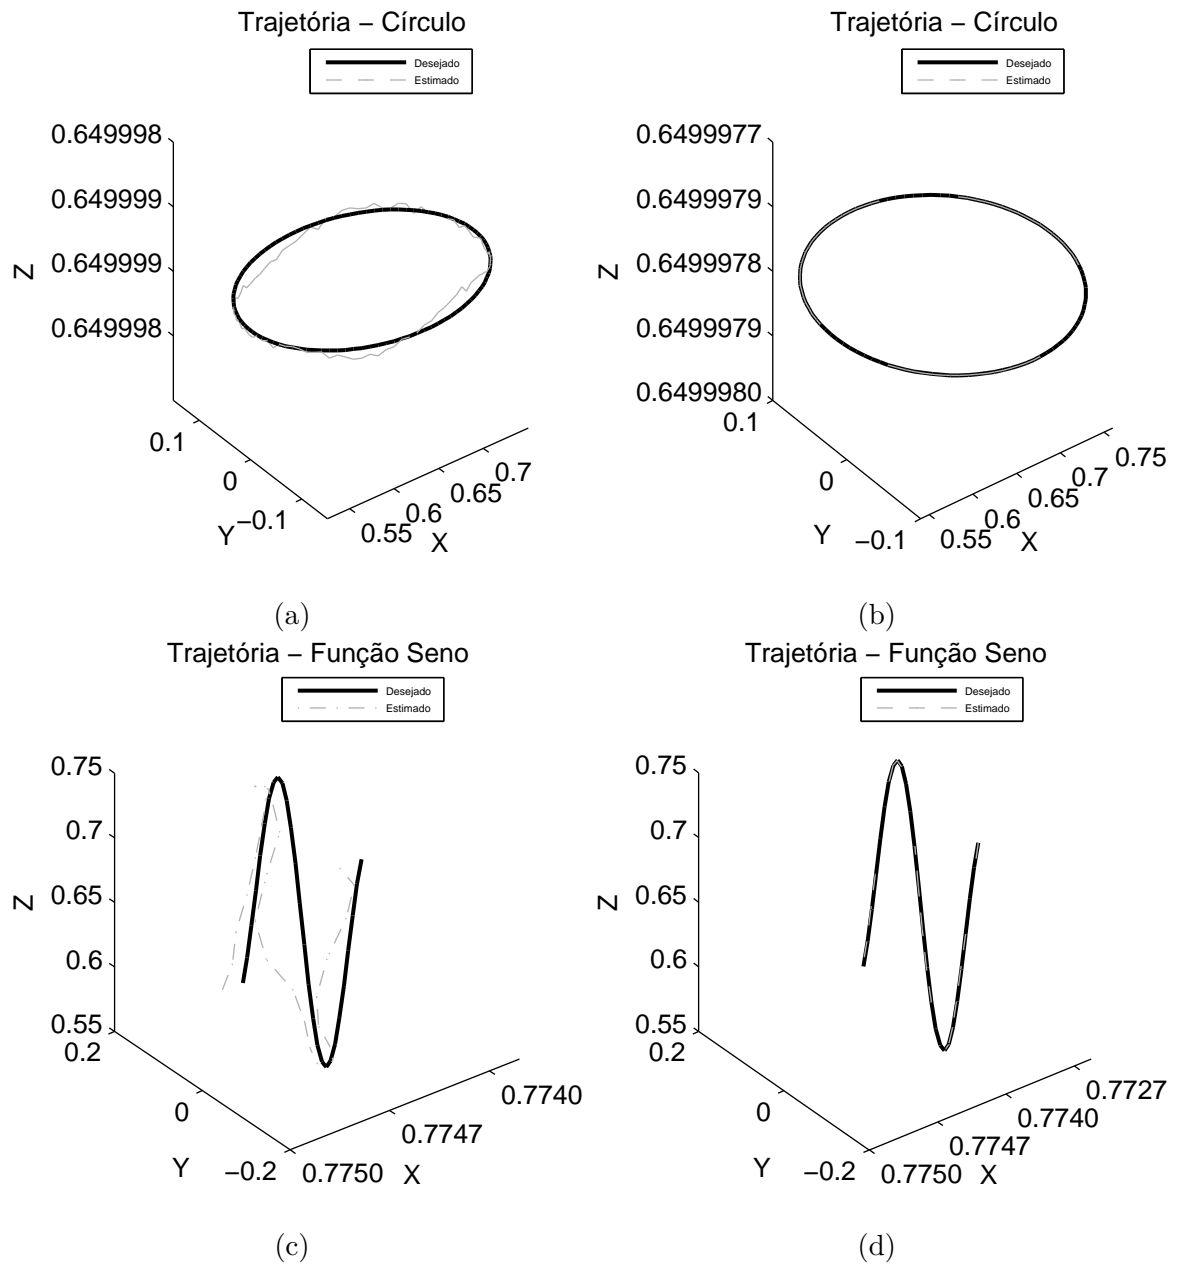 Trajetória – Círculo
Desejado
Estimado
0.649998
0.649999
0.649999
0.649998
Z
0.1
0
−0.1
Y
0.55
0.6
0.65
0.7
X
(a)
Trajetória – Círculo
Desejado
Estimado
0.6499977
0.6499979
0.6499978
0.6499979
0.6499980
Z
0.1
0
−0.1
Y
0.55
0.6
0.65
0.7
0.75
X
(b)
Trajetória – Função Seno
Desejado
Estimado
0.75
0.7
0.65
0.6
0.55
Z
0.2
0
−0.2
Y
0.7750
0.7747
0.7740
X
(c)
Trajetória – Função Seno
Desejado
Estimado
0.75
0.7
0.65
0.6
0.55
Z
0.2
0
−0.2
Y
0.7750
0.7747
0.7740
0.7727
X
(d)